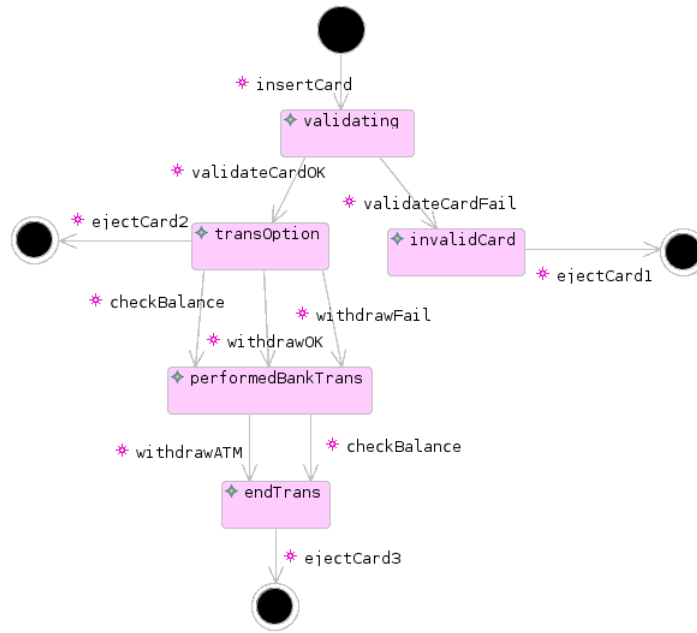 insertCard
validating
validateCardOK
validateCardFail
ejectCard2
transOption
invalidCard
ejectCard1
checkBalance
withdrawFail
withdrawOK
performedBankTrans
withdrawATM
checkBalance
endTrans
ejectCard3